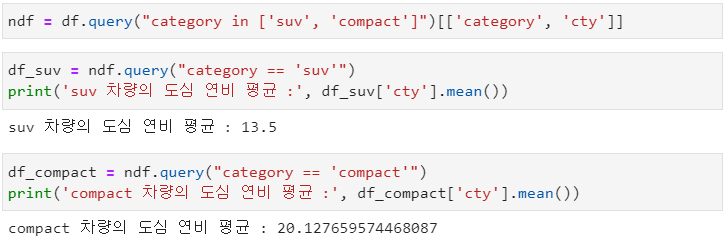 ndf = df.query("category in ['suv', 'compact']")[['category', 'cty']]
df_suv = ndf.query("category == 'suv'")
print('suv 차량의 도심 연비 평균 :', df_suv['cty'].mean())
suv 차량의 도심 연비 평균 : 13.5
df_compact = ndf.query("category == 'compact'")
print('compact 차량의 도심 연비 평균 :', df_compact['cty'].mean())
compact 차량의 도심 연비 평균 : 20.127659574468087